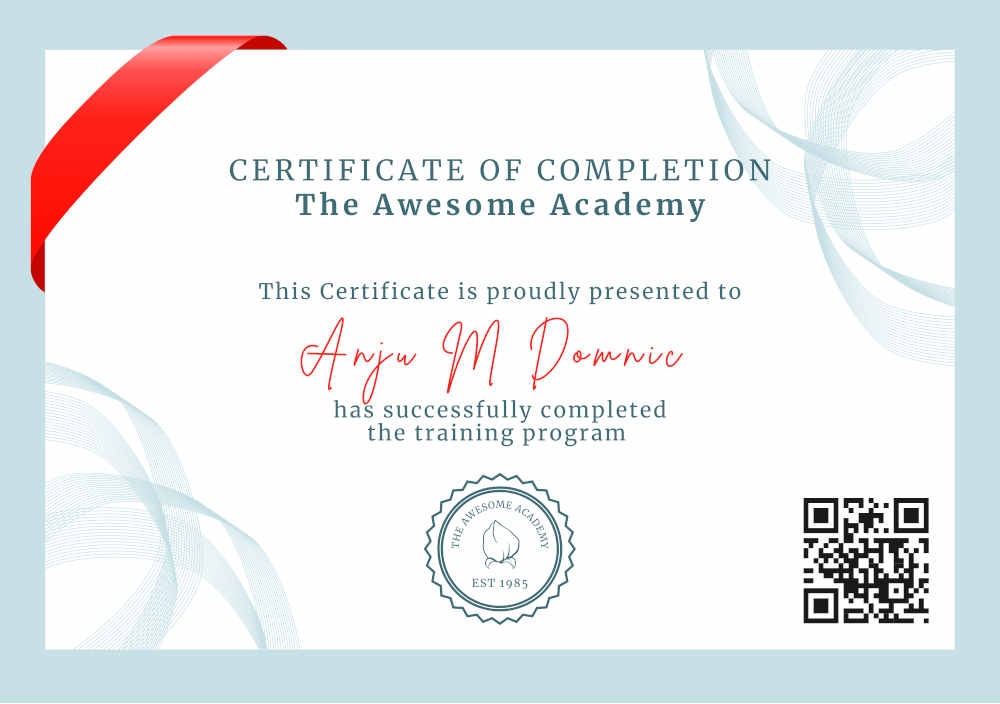 CERTIFICATE OF COMPLETION
The Awesome Academy
This Certificate is proudly presented to
Anju M Domnic
has successfully completed
the training program
THE AWESOME ACADEMY
EST 1985